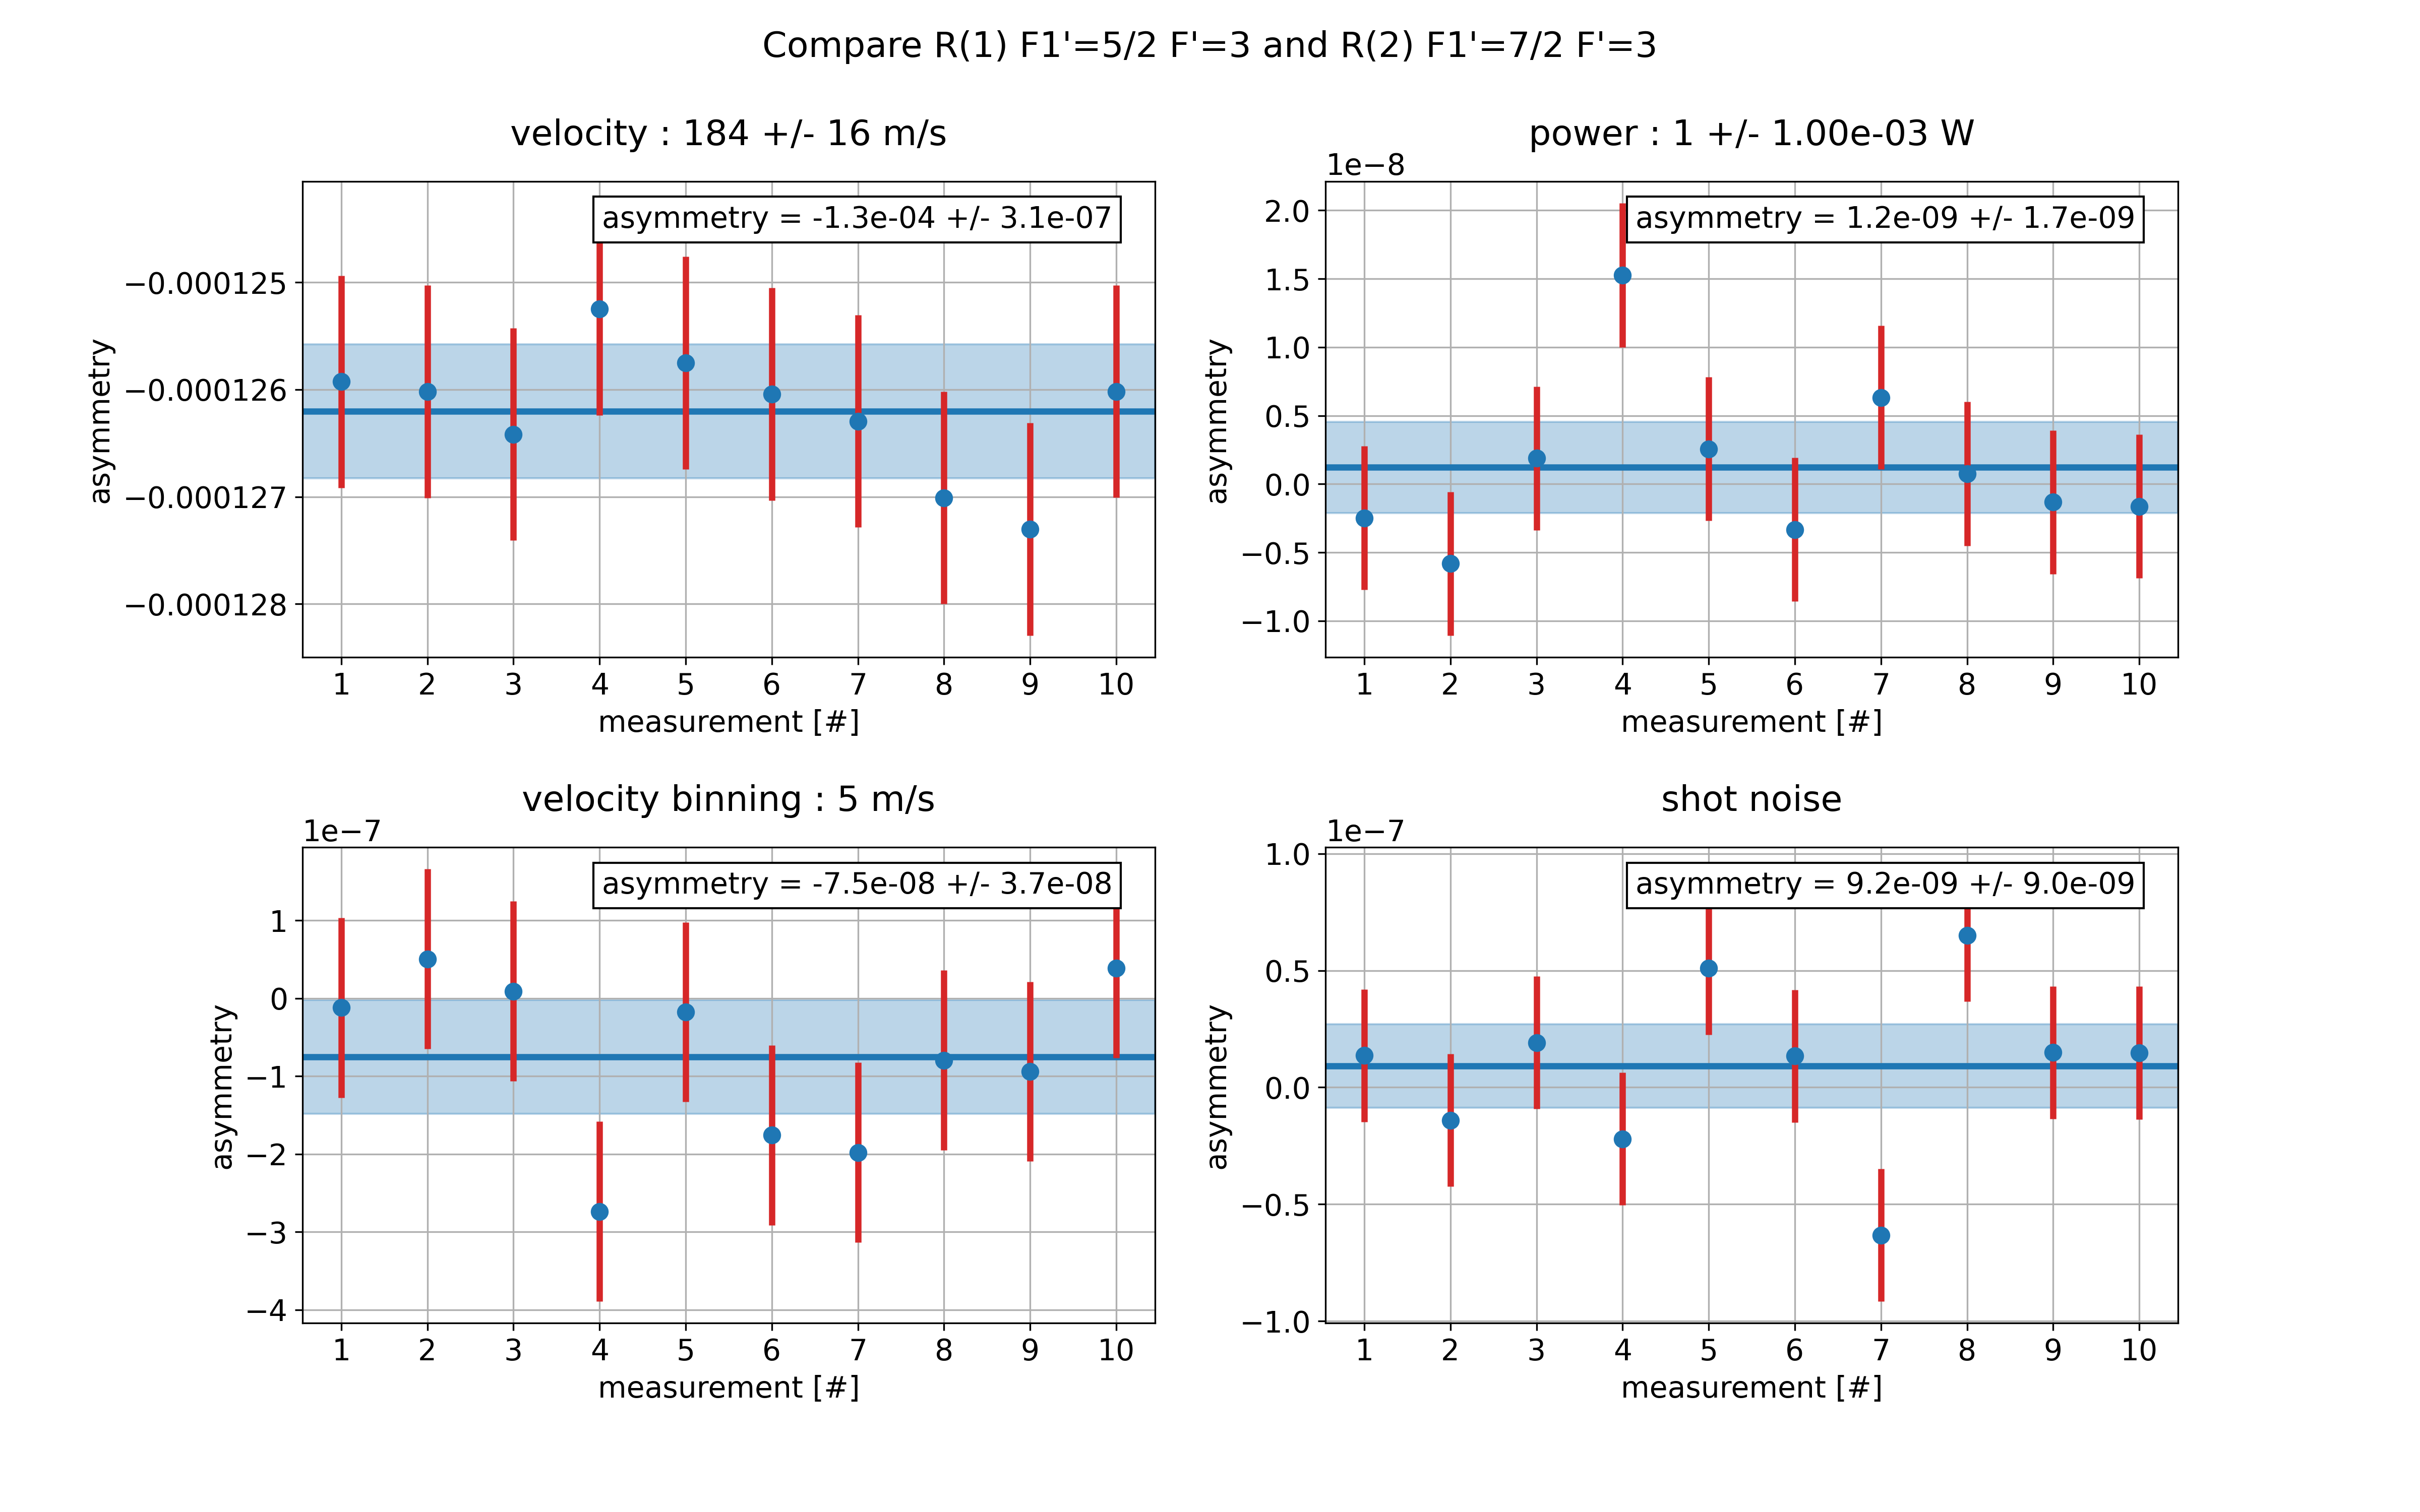 Compare R(1) F1'=5/2 F'=3 and R(2) F1'=7/2 F'=3
velocity : 184 +/- 16 m/s
asymmetry = -1.3e-04 +/- 3.1e-07
−0.000125
−0.000126
−0.000127
−0.000128
asymmetry
1 2 3 4 5 6 7 8 9 10
measurement [#]
power : 1 +/- 1.00e-03 W
1e−8
asymmetry = 1.2e-09 +/- 1.7e-09
2.0
1.5
1.0
0.5
0.0
−0.5
−1.0
asymmetry
1 2 3 4 5 6 7 8 9 10
measurement [#]
velocity binning : 5 m/s
1e−7
asymmetry = -7.5e-08 +/- 3.7e-08
1
0
−1
−2
−3
−4
asymmetry
1 2 3 4 5 6 7 8 9 10
measurement [#]
shot noise
1e−7
asymmetry = 9.2e-09 +/- 9.0e-09
1.0
0.5
0.0
−0.5
−1.0
asymmetry
1 2 3 4 5 6 7 8 9 10
measurement [#]